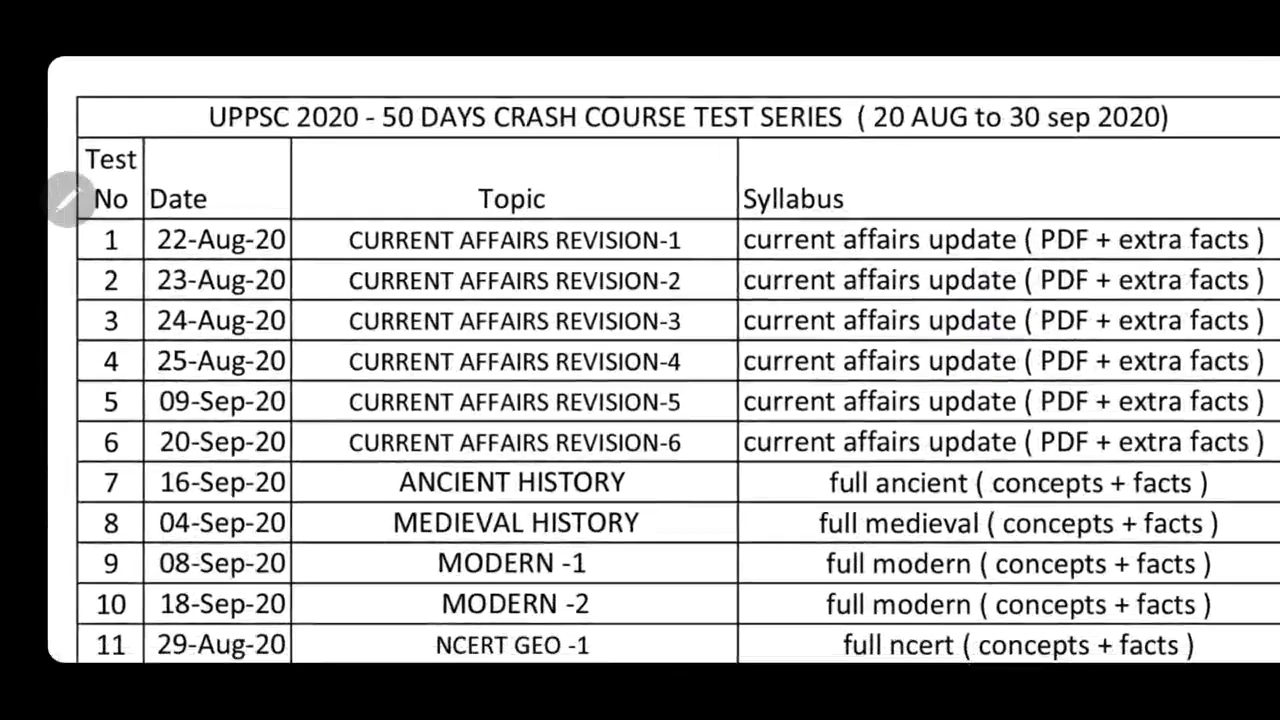 UPPSC 2020 - 50 DAYS CRASH COURSE TEST SERIES ( 20 AUG to 30 sep 2020)
Test No Date Topic Syllabus
1 22-Aug-20 CURRENT AFFAIRS REVISION-1 current affairs update ( PDF + extra facts )
2 23-Aug-20 CURRENT AFFAIRS REVISION-2 current affairs update ( PDF + extra facts )
3 24-Aug-20 CURRENT AFFAIRS REVISION-3 current affairs update ( PDF + extra facts )
4 25-Aug-20 CURRENT AFFAIRS REVISION-4 current affairs update ( PDF + extra facts )
5 09-Sep-20 CURRENT AFFAIRS REVISION-5 current affairs update ( PDF + extra facts )
6 20-Sep-20 CURRENT AFFAIRS REVISION-6 current affairs update ( PDF + extra facts )
7 16-Sep-20 ANCIENT HISTORY full ancient ( concepts + facts )
8 04-Sep-20 MEDIEVAL HISTORY full medieval ( concepts + facts )
9 08-Sep-20 MODERN -1 full modern ( concepts + facts )
10 18-Sep-20 MODERN -2 full modern ( concepts + facts )
11 29-Aug-20 NCERT GEO -1 full ncert ( concepts + facts )